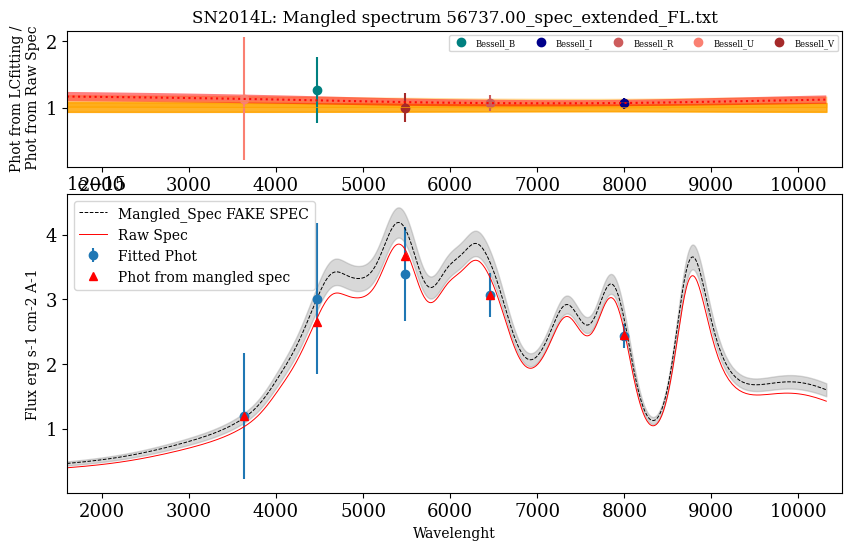 SN2014L: Mangled spectrum 56737.00_spec_extended_FL.txt
Phot from LCfitting /
Phot from Raw Spec
2
1
Bessell_B
Bessell_I
Bessell_R
Bessell_U
Bessell_V
2000 3000 4000 5000 6000 7000 8000 9000 10000
1e−15
Mangled_Spec FAKE SPEC
Raw Spec
Fitted Phot
Phot from mangled spec
Flux erg s-1 cm-2 A-1
4
3
2
1
2000 3000 4000 5000 6000 7000 8000 9000 10000
Wavelenght